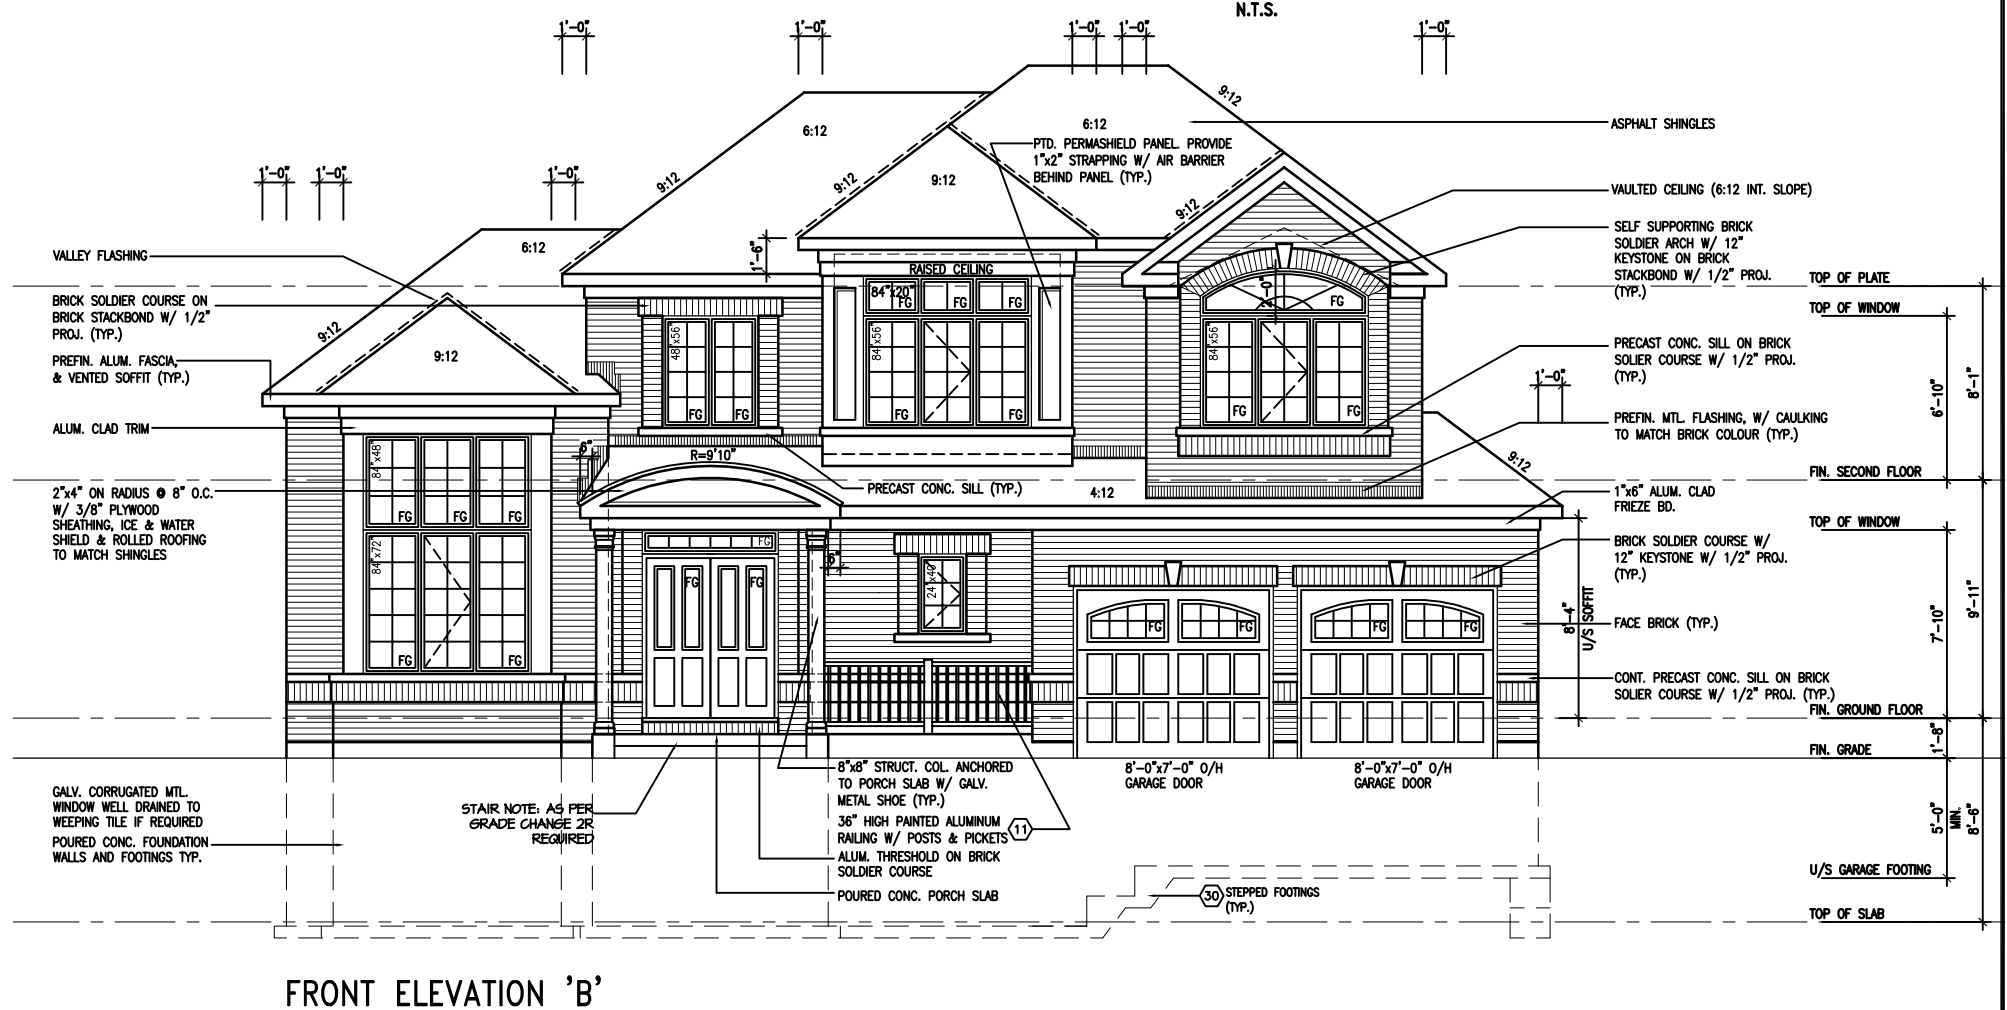 N.T.S.
1'-0" 1'-0" 1'-0" 1'-0" 1'-0"
9:12
6:12 6:12
ASPHALT SHINGLES
PTD. PERMASHIELD PANEL. PROVIDE
1"x2" STRAPPING W/ AIR BARRIER
BEHIND PANEL (TYP.)
1'-0" 1'-0" 1'-0"
9:12 9:12 9:12 9:12
VAULTED CEILING (6:12 INT. SLOPE)
SELF SUPPORTING BRICK
SOLDIER ARCH W/ 12"
KEYSTONE ON BRICK
STACKBOND W/ 1/2" PROJ.
(TYP.)
6:12
VALLEY FLASHING
1'-6"
RAISED CEILING
TOP OF PLATE
BRICK SOLDIER COURSE ON
BRICK STACKBOND W/ 1/2"
PROJ. (TYP.)
84"x20"
FG FG FG
2'-0"
FG
TOP OF WINDOW
9:12
9:12
48"x56"
84"x56"
84"x56"
PREFIN. ALUM. FASCIA,
& VENTED SOFFIT (TYP.)
PRECAST CONC. SILL ON BRICK
SOLIER COURSE W/ 1/2" PROJ.
(TYP.)
1'-0"
6'-10"
8'-1"
FG FG FG FG FG FG FG FG
ALUM. CLAD TRIM
PREFIN. MTL. FLASHING, W/ CAULKING
TO MATCH BRICK COLOUR (TYP.)
84"x48"
6"
R=9'10"
9:12
FIN. SECOND FLOOR
2"x4" ON RADIUS @ 8" O.C.
W/ 3/8" PLYWOOD
SHEATHING, ICE & WATER
SHIELD & ROLLED ROOFING
TO MATCH SHINGLES
PRECAST CONC. SILL (TYP.)
4:12
1"x6" ALUM. CLAD
FRIEZE BD.
FG FG FG
TOP OF WINDOW
84"x72"
FG
6"
BRICK SOLDIER COURSE W/
12" KEYSTONE W/ 1/2" PROJ.
(TYP.)
FG FG
24"x40"
8'-4"
U/S SOFFIT
7'-10"
9'-11"
FG FG FG FG
FACE BRICK (TYP.)
FG FG FG
CONT. PRECAST CONC. SILL ON BRICK
SOLIER COURSE W/ 1/2" PROJ. (TYP.)
FIN. GROUND FLOOR
1'-8"
FIN. GRADE
8'-0"x7'-0" O/H
GARAGE DOOR
8'-0"x7'-0" O/H
GARAGE DOOR
8"x8" STRUCT. COL. ANCHORED
TO PORCH SLAB W/ GALV.
METAL SHOE (TYP.)
GALV. CORRUGATED MTL.
WINDOW WELL DRAINED TO
WEEPING TILE IF REQUIRED
POURED CONC. FOUNDATION
WALLS AND FOOTINGS TYP.
STAIR NOTE: AS PER
GRADE CHANGE 2R
REQUIRED
36" HIGH PAINTED ALUMINUM
RAILING W/ POSTS & PICKETS
11
ALUM. THRESHOLD ON BRICK
SOLDIER COURSE
POURED CONC. PORCH SLAB
5'-0"
MIN.
8'-6"
U/S GARAGE FOOTING
30 STEPPED FOOTINGS
(TYP.)
TOP OF SLAB
FRONT ELEVATION 'B'